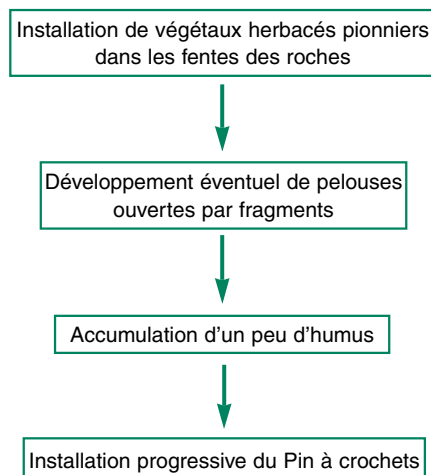 Installation de végétaux herbacés pionniers
dans les fentes des roches
Développement éventuel de pelouses
ouvertes par fragments
Accumulation d'un peu d'humus
Installation progressive du Pin à crochets